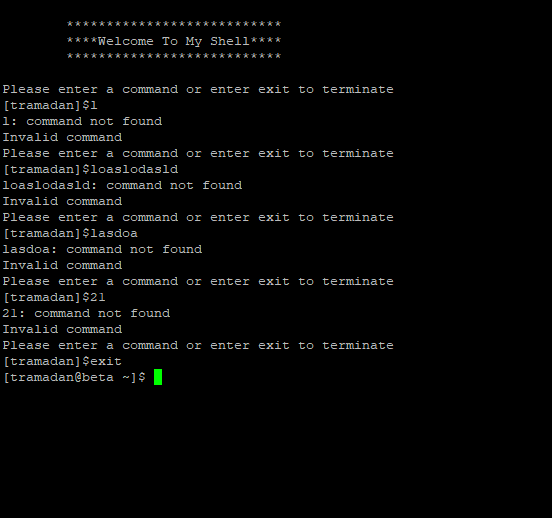 ***************************
****Welcome To My Shell****
***************************
Please enter a command or enter exit to terminate
[tramadan]$l
l: command not found
Invalid command
Please enter a command or enter exit to terminate
[tramadan]$loaslodasld
loaslodasld: command not found
Invalid command
Please enter a command or enter exit to terminate
[tramadan]$lasdoa
lasdoa: command not found
Invalid command
Please enter a command or enter exit to terminate
[tramadan]$2l
2l: command not found
Invalid command
Please enter a command or enter exit to terminate
[tramadan]$exit
[tramadan@beta ~]$